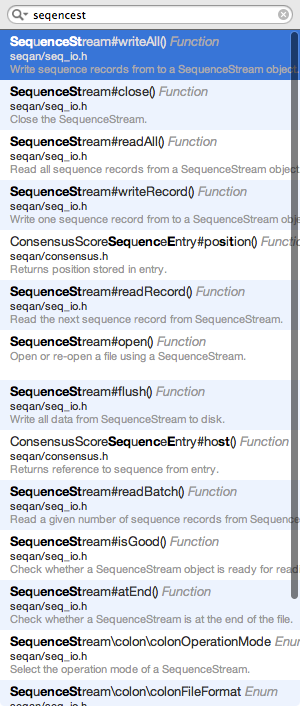 seqencest
SequenceStream#writeAll() Function
seqan/seq_io.h
Write sequence records from to a SequenceStream object.
SequenceStream#close() Function
seqan/seq_io.h
Close the SequenceStream.
SequenceStream#readAll() Function
seqan/seq_io.h
Read all sequence records from a SequenceStream object
SequenceStream#writeRecord() Function
seqan/seq_io.h
Write one sequence record from to a SequenceStream
ConsensusScoreSequenceEntry#position() Functio
seqan/consensus.h
Returns position stored in entry.
SequenceStream#readRecord() Function
seqan/seq_io.h
Read the next sequence record from SequenceStream.
SequenceStream#open() Function
Open or re-open a file using a SequenceStream.
SequenceStream#flush() Function
seqan/seq_io.h
Write all data from SequenceStream to disk.
ConsensusScoreSequenceEntry#host() Function
seqan/consensus.h
Returns reference to sequence from entry.
SequenceStream#readBatch() Function
seqan/seq_io.h
Read a given number of sequence records from Sequence
SequenceStream#isGood() Function
seqan/seq_io.h
Check whether a SequenceStream object is ready for read
SequenceStream#atEnd() Function
seqan/seq_io.h
Check whether a SequenceStream is at the end of the file.
SequenceStream\colon\colonOperationMode Enum
seqan/seq_io.h
Select the operation mode of a SequenceStream.
SequenceStream\colon\colonFileFormat Enum
seqan/seq_io.h